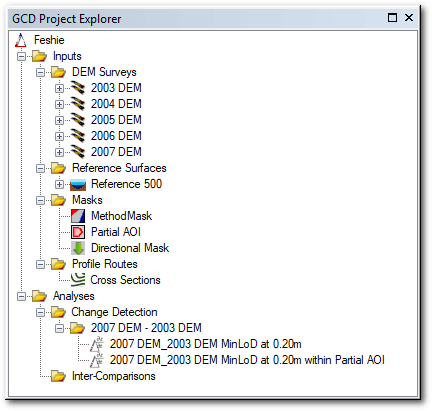 GCD Project Explorer
Feshie
Inputs
DEM Surveys
2003 DEM
2004 DEM
2005 DEM
2006 DEM
2007 DEM
Reference Surfaces
Reference 500
Masks
MethodMask
Partial AOI
Directional Mask
Profile Routes
Cross Sections
Analyses
Change Detection
2007 DEM - 2003 DEM
2007 DEM_2003 DEM MinLoD at 0.20m
2007 DEM_2003 DEM MinLoD at 0.20m within Partial AOI
Inter-Comparisons